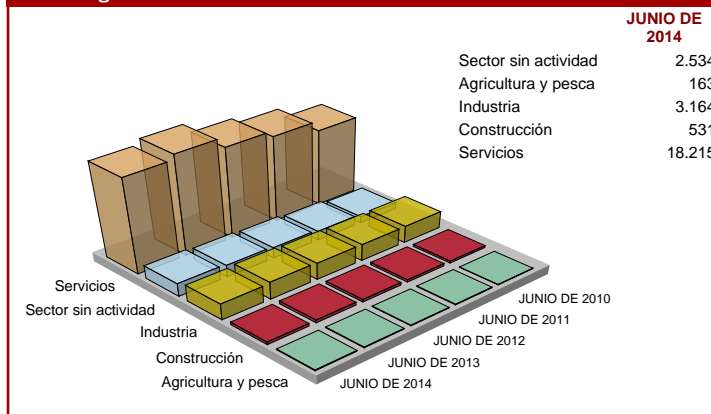 JUNIO DE
2014
Sector sin actividad 2.534
Agricultura y pesca 163
Industria 3.164
Construcción 531
Servicios 18.215
Servicios
Sector sin actividad
Industria
Construcción
Agricultura y pesca
JUNIO DE 2010
JUNIO DE 2011
JUNIO DE 2012
JUNIO DE 2013
JUNIO DE 2014